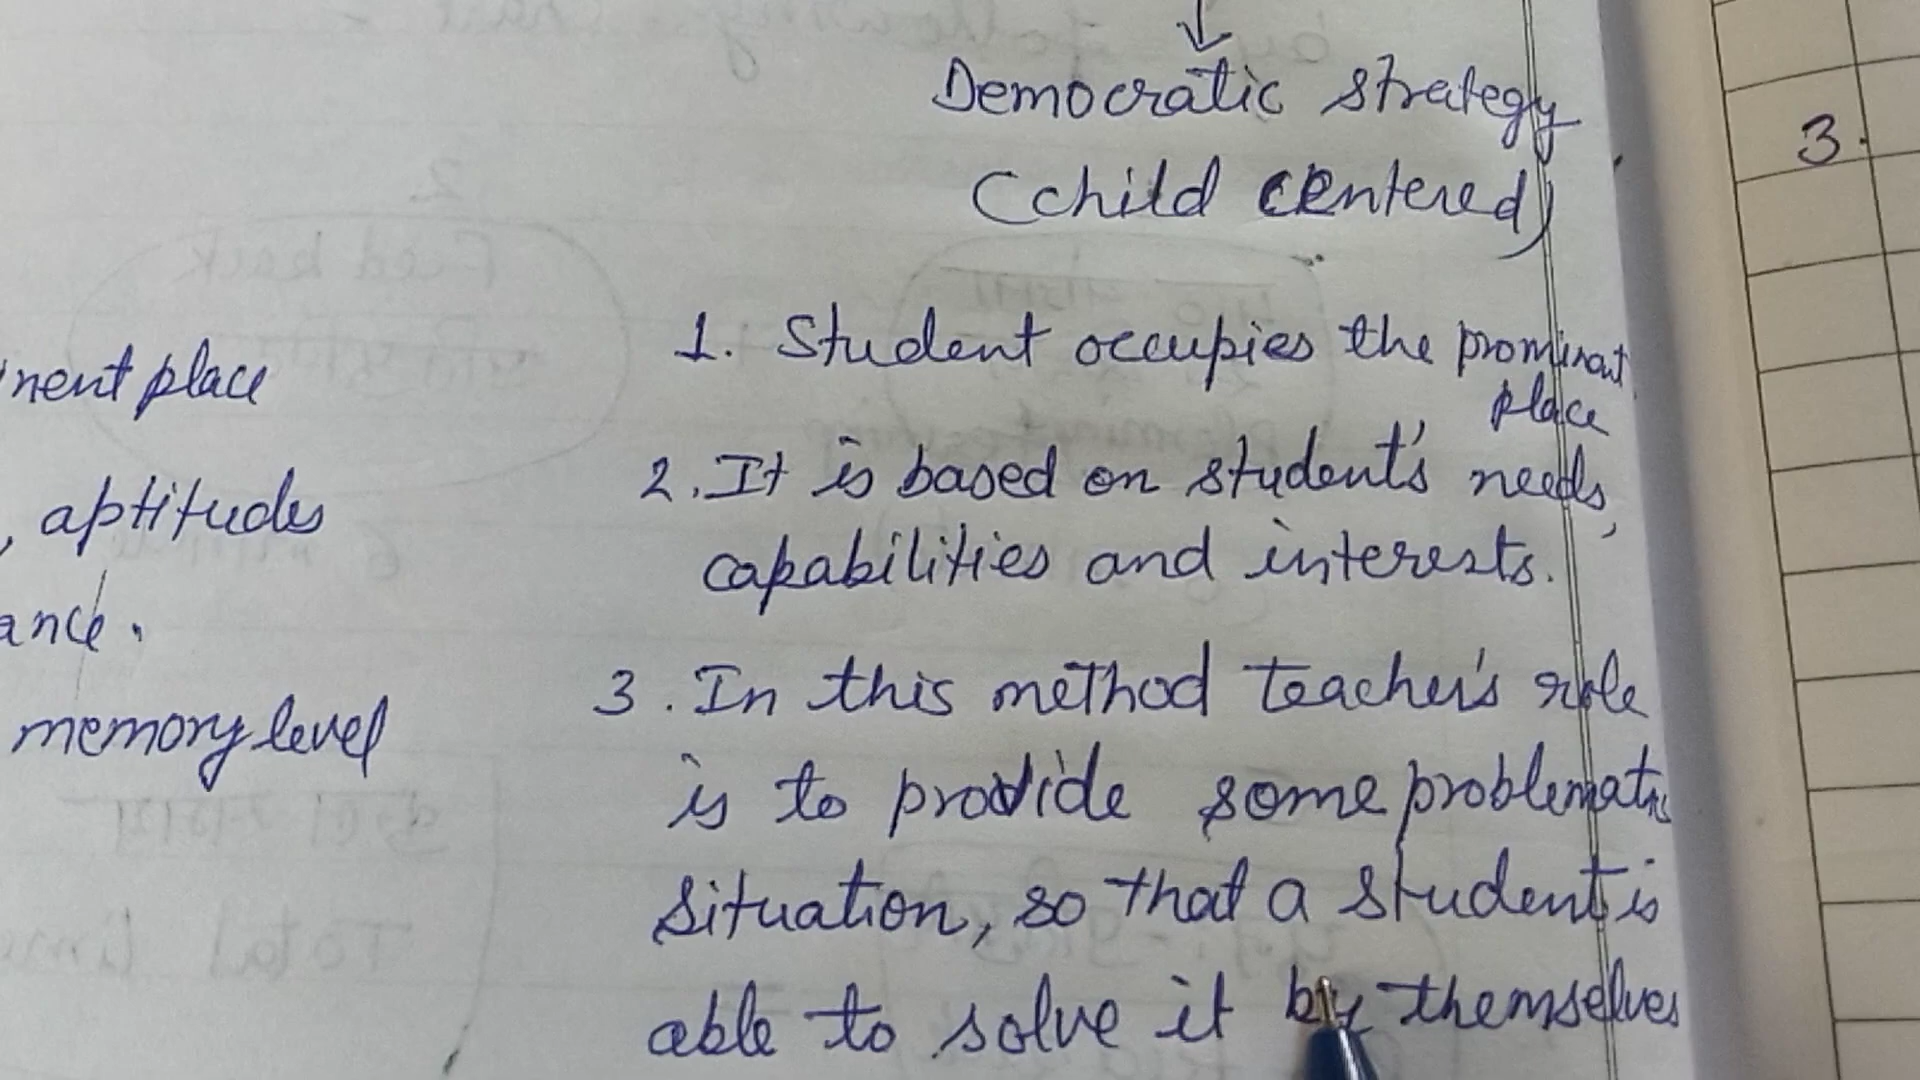 Democratic strategy
(child centered)
1. Student occupies the prominent
place
2. It is based on student's needs,
capabilities and interests.
3. In this method teacher's role
is to provide some problematic
situation, so that a student is
able to solve it by themselves
nent place
, aptitudes
ance.
memory level
3.